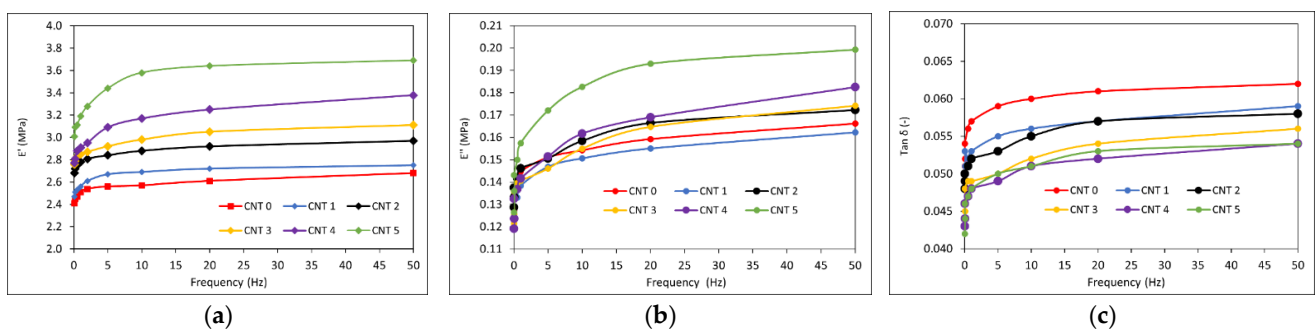 4.0
3.8
3.6
3.4
3.2
3.0
2.8
2.6
2.4
2.2
2.0
E' (MPa)
CNT 0 CNT 1 CNT 2
CNT 3 CNT 4 CNT 5
0 5 10 15 20 25 30 35 40 45 50
Frequency (Hz)
(a)
0.21
0.20
0.19
0.18
0.17
0.16
0.15
0.14
0.13
0.12
0.11
E" (MPa)
CNT 0 CNT 1 CNT 2
CNT 3 CNT 4 CNT 5
0 5 10 15 20 25 30 35 40 45 50
Frequency (Hz)
(b)
0.070
0.065
0.060
0.055
0.050
0.045
0.040
Tan δ (-)
CNT 0 CNT 1 CNT 2
CNT 3 CNT 4 CNT 5
0 5 10 15 20 25 30 35 40 45 50
Frequency (Hz)
(c)